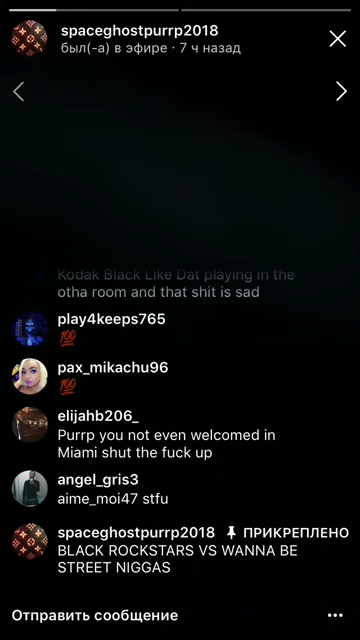 spaceghostpurrp2018
был(-а) в эфире · 7 ч назад
Kodak Black Like Dat playing in the
otha room and that shit is sad
play4keeps765
💯
pax_mikachu96
💯
elijahb206_
Purrp you not even welcomed in
Miami shut the fuck up
angel_gris3
aime_moi47 stfu
spaceghostpurrp2018 ПРИКРЕПЛЕНО
BLACK ROCKSTARS VS WANNA BE
STREET NIGGAS
Отправить сообщение